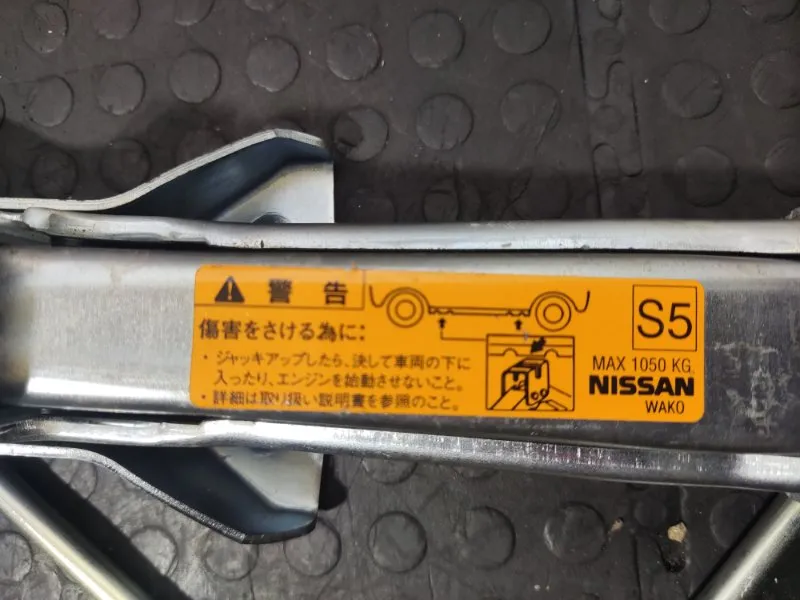 警告
傷害をさける為に:
・ジャッキアップしたら、決して車両の下に
入ったり、エンジンを始動させないこと。
・詳細は取り扱い説明書を参照のこと。
S5
MAX 1050 KG.
NISSAN
WAKO